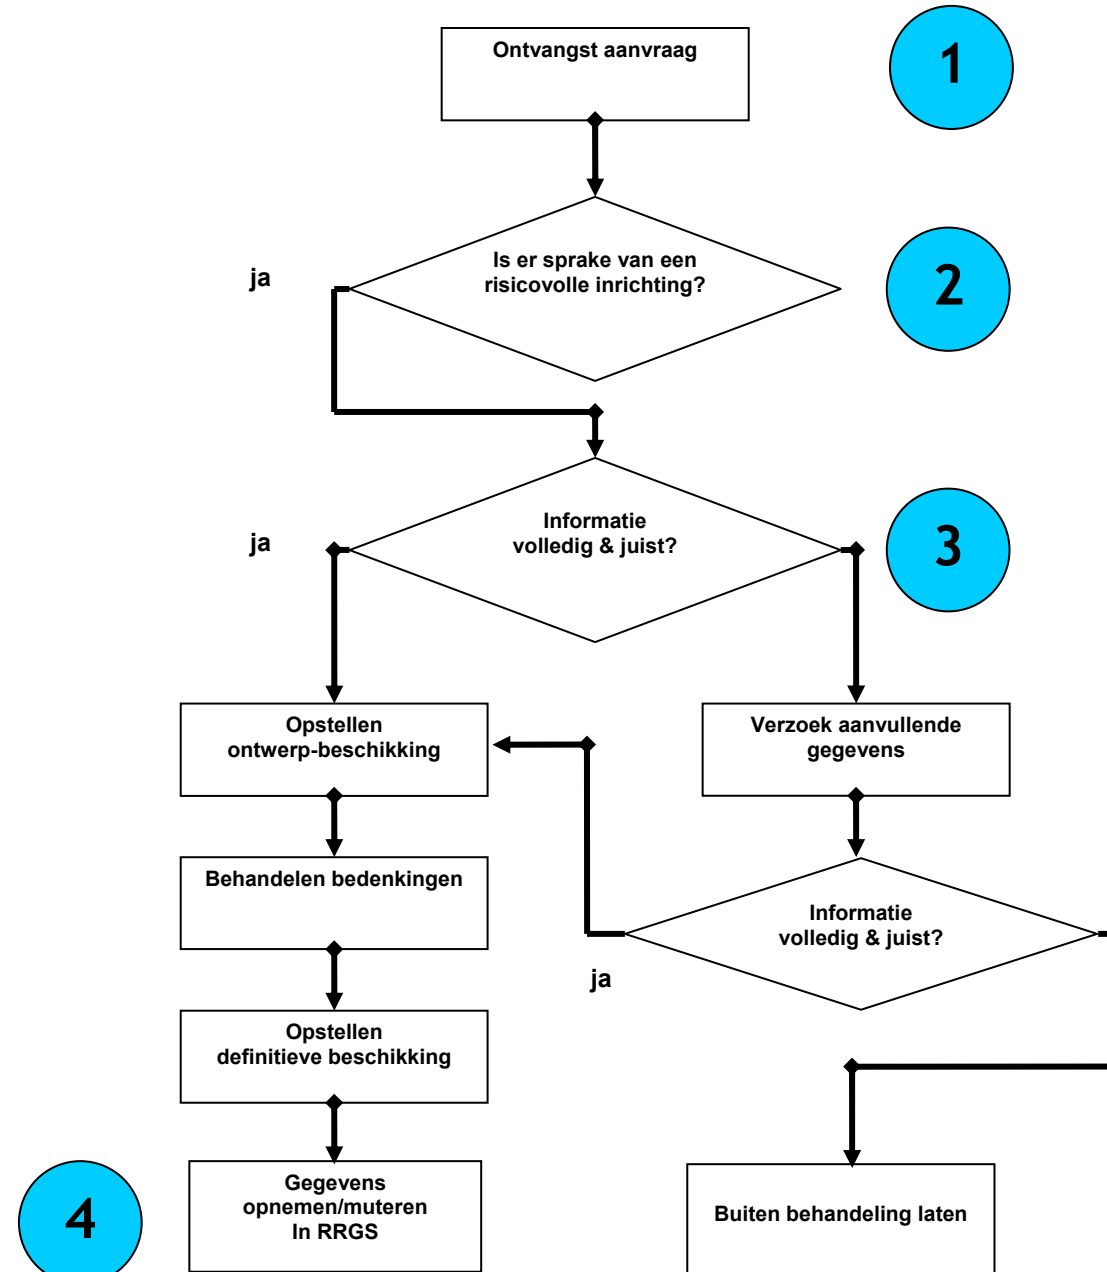 Ontvangst aanvraag
1
Is er sprake van een
risicovolle inrichting?
ja
2
Informatie
volledig & juist?
ja
3
Opstellen
ontwerp-beschikking
Verzoek aanvullende
gegevens
Behandelen bedenkingen
Informatie
volledig & juist?
ja
Opstellen
definitieve beschikking
Gegevens
opnemen/muteren
In RRGS
4
Buiten behandeling laten